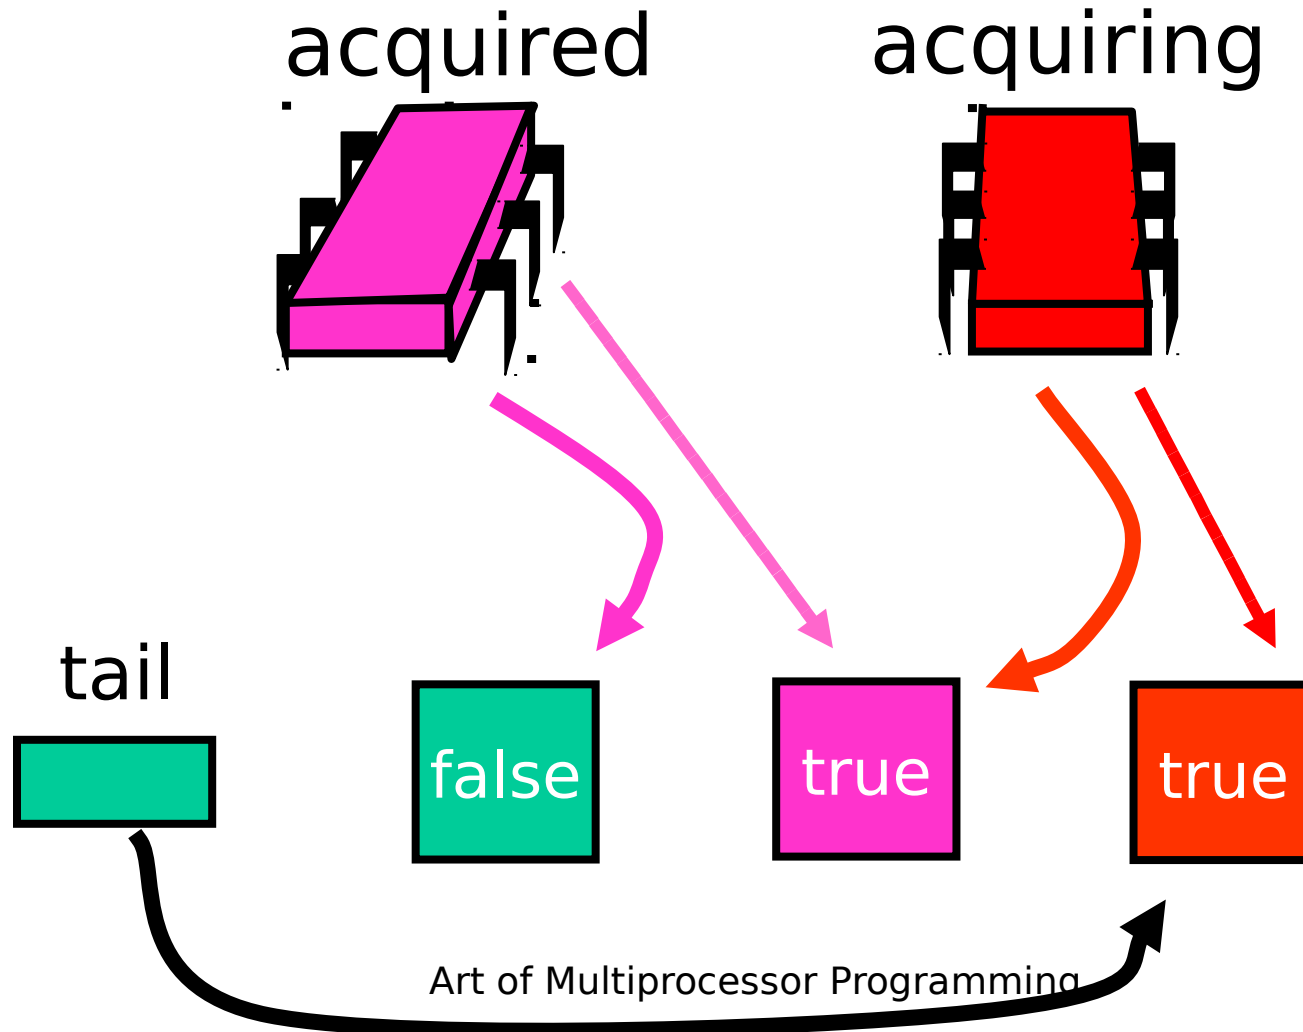 acquired
acquiring
tail
false
true
true
Art of Multiprocessor Programming